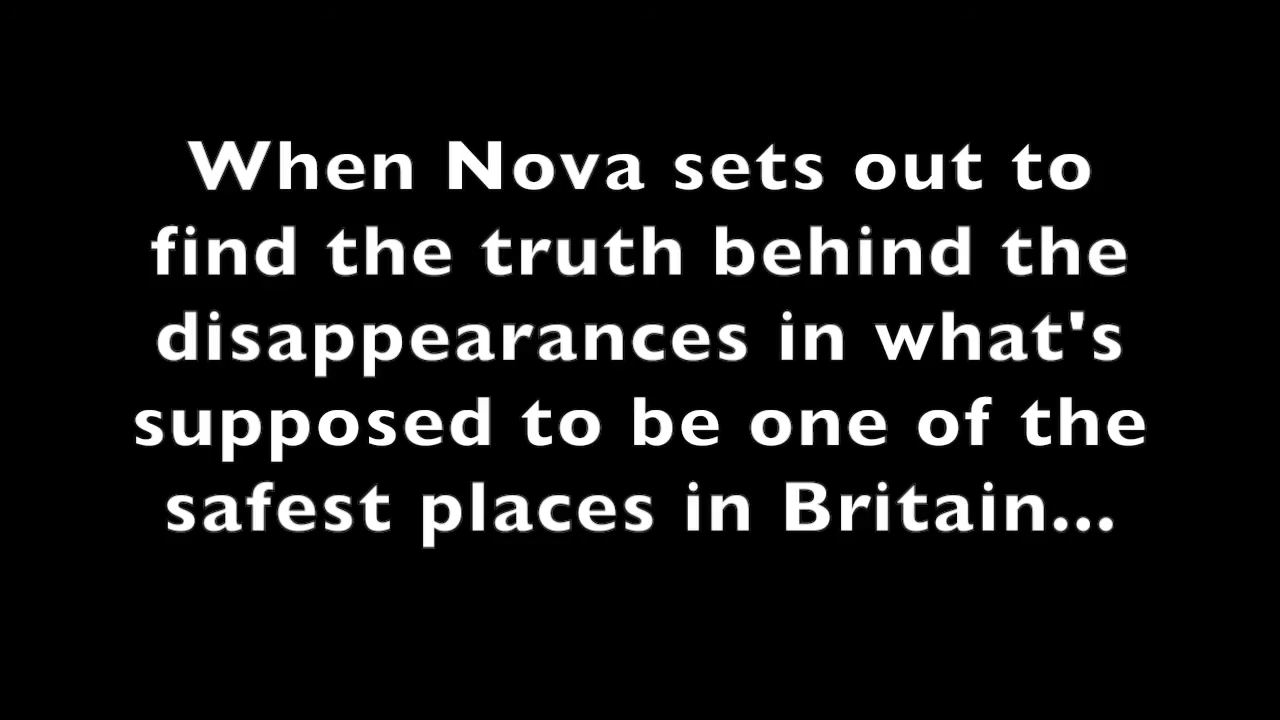 When Nova sets out to
find the truth behind the
disappearances in what's
supposed to be one of the
safest places in Britain...